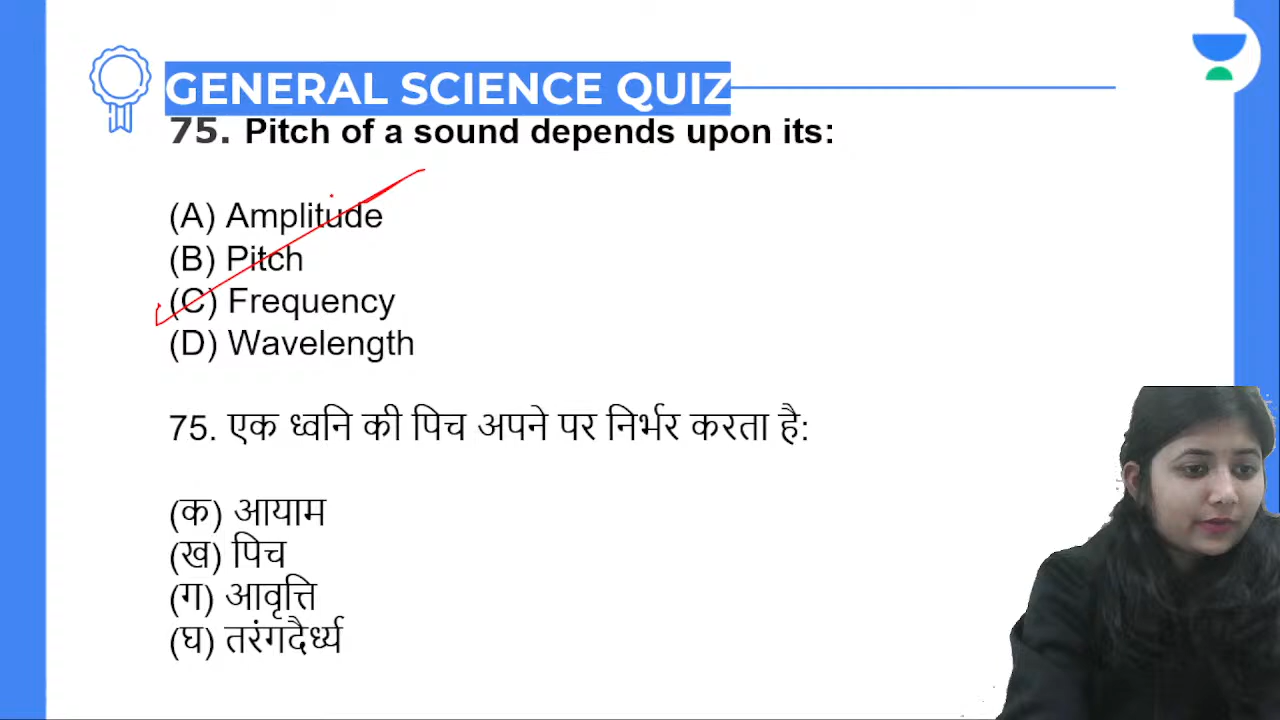 GENERAL SCIENCE QUIZ
75. Pitch of a sound depends upon its:
(A) Amplitude
(B) Pitch
(C) Frequency
(D) Wavelength
75. एक ध्वनि की पिच अपने पर निर्भर करता है:
(क) आयाम
(ख) पिच
(ग) आवृत्ति
(घ) तरंगदैर्ध्य